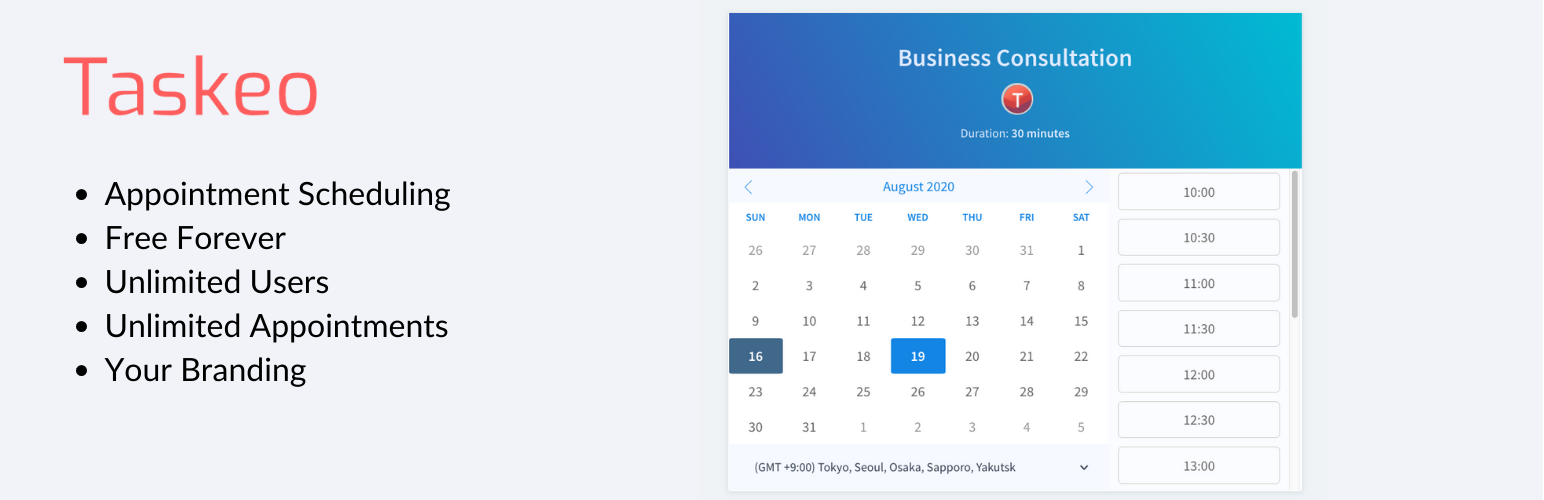 Taskeo
• Appointment Scheduling
• Free Forever
• Unlimited Users
• Unlimited Appointments
• Your Branding
Business Consultation
T
Duration: 30 minutes
August 2020
SUN MON TUE WED THU FRI SAT
26 27 28 29 30 31 1
2 3 4 5 6 7 8
9 10 11 12 13 14 15
16 17 18 19 20 21 22
23 24 25 26 27 28 29
30 31 1 2 3 4 5
(GMT +9:00) Tokyo, Seoul, Osaka, Sapporo, Yakutsk
10:00
10:30
11:00
11:30
12:00
12:30
13:00